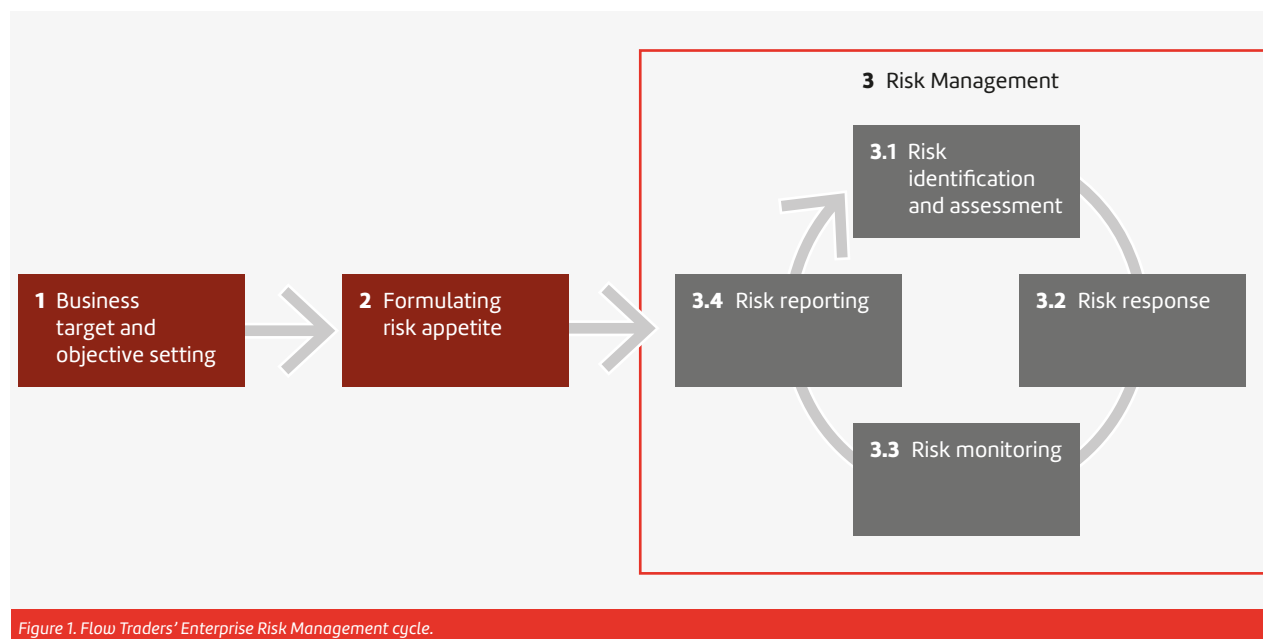 3 Risk Management
3.1 Risk
identification
and assessment
1 Business
target and
objective setting
2 Formulating
risk appetite
3.4 Risk reporting
3.2 Risk response
3.3 Risk monitoring
Figure 1. Flow Traders’ Enterprise Risk Management cycle.